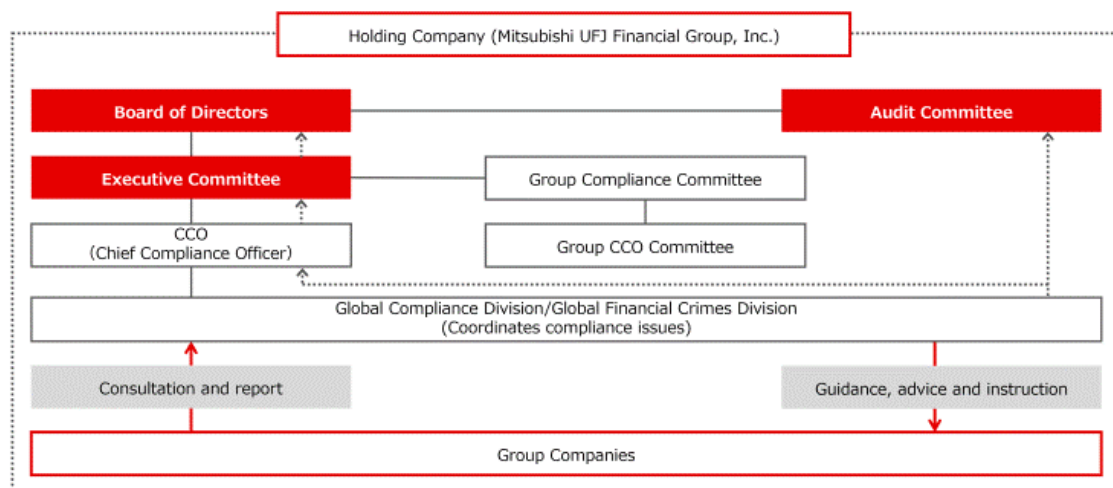 Holding Company (Mitsubishi UFJ Financial Group, Inc.)
Board of Directors
Audit Committee
Executive Committee
Group Compliance Committee
CCO
(Chief Compliance Officer)
Group CCO Committee
Global Compliance Division/Global Financial Crimes Division
(Coordinates compliance issues)
Consultation and report
Guidance, advice and instruction
Group Companies